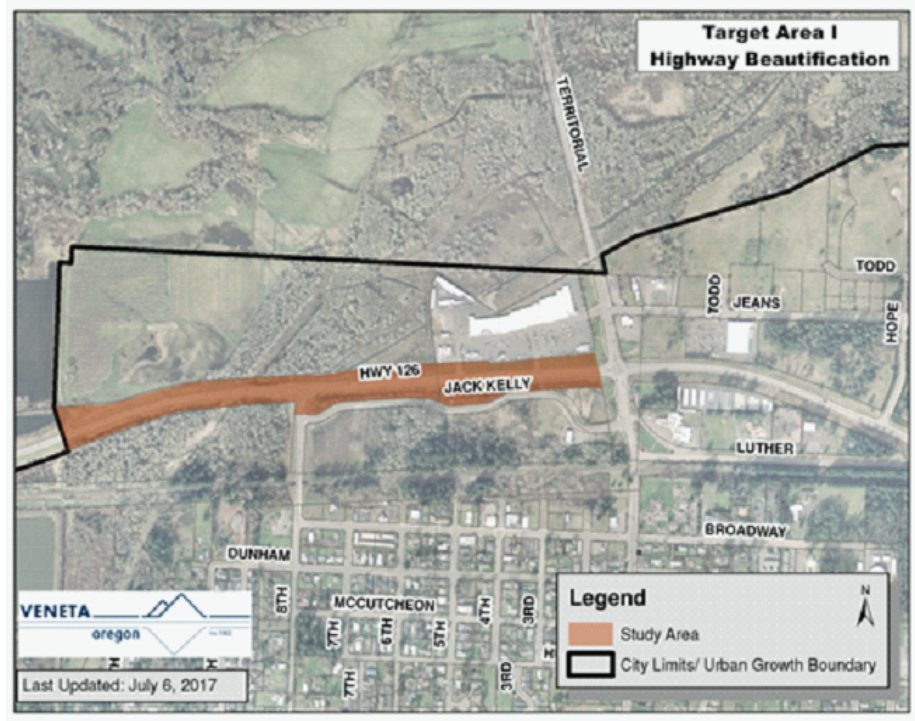 Target Area I
Highway Beautification
TERRITORIAL
TODD
TODD
JEANS
HOPE
HWY 126
JACK KELLY
LUTHER
BROADWAY
DUNHAM
8TH
MCCUTCHEON
7TH
6TH
5TH
4TH
3RD
7TH
3RD
N
Legend
Study Area
City Limits/ Urban Growth Boundary
VENETA
oregon
Last Updated: July 6, 2017